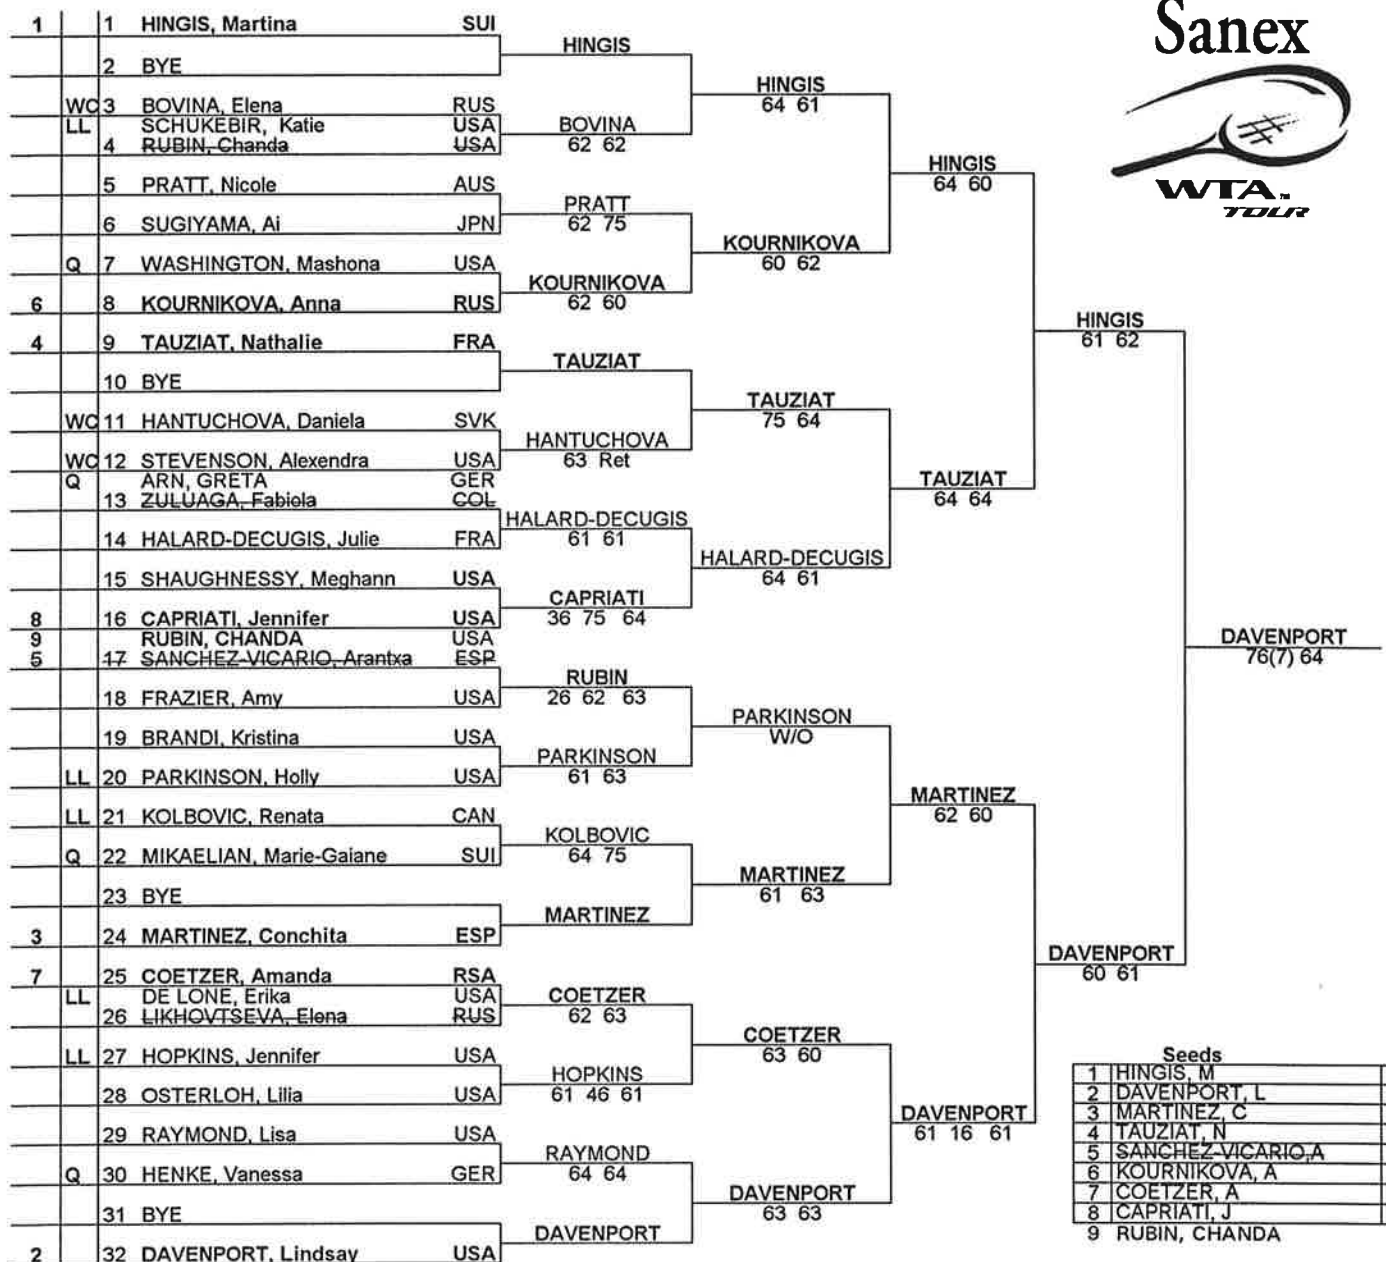 Sanex
WTA™
TOUR
1 1 HINGIS, Martina SUI
2 BYE
WC 3 BOVINA, Elena RUS
LL SCHUKEBIR, Katie USA
4 RUBIN, Chanda USA
5 PRATT, Nicole AUS
6 SUGIYAMA, Ai JPN
Q 7 WASHINGTON, Mashona USA
6 8 KOURNIKOVA, Anna RUS
4 9 TAUZIAT, Nathalie FRA
10 BYE
WC 11 HANTUCHOVA, Daniela SVK
WC 12 STEVENSON, Alexendra USA
Q ARN, GRETA GER
13 ZULUAGA, Fabiola COL
14 HALARD-DECUGIS, Julie FRA
15 SHAUGHNESSY, Meghann USA
8 16 CAPRIATI, Jennifer USA
9 RUBIN, CHANDA USA
5 17 SANCHEZ-VICARIO, Arantxa ESP
18 FRAZIER, Amy USA
19 BRANDI, Kristina USA
LL 20 PARKINSON, Holly USA
LL 21 KOLBOVIC, Renata CAN
Q 22 MIKAELIAN, Marie-Gaiane SUI
23 BYE
3 24 MARTINEZ, Conchita ESP
7 25 COETZER, Amanda RSA
LL DE LONE, Erika USA
26 LIKHOVTSEVA, Elena RUS
LL 27 HOPKINS, Jennifer USA
28 OSTERLOH, Lilia USA
29 RAYMOND, Lisa USA
Q 30 HENKE, Vanessa GER
31 BYE
2 32 DAVENPORT, Lindsay USA
HINGIS
BOVINA
62 62
PRATT
62 75
KOURNIKOVA
62 60
TAUZIAT
HANTUCHOVA
63 Ret
HALARD-DECUGIS
61 61
CAPRIATI
36 75 64
RUBIN
26 62 63
PARKINSON
61 63
KOLBOVIC
64 75
MARTINEZ
COETZER
62 63
HOPKINS
61 46 61
RAYMOND
64 64
DAVENPORT
HINGIS
64 61
KOURNIKOVA
60 62
TAUZIAT
75 64
HALARD-DECUGIS
64 61
PARKINSON
W/O
MARTINEZ
61 63
COETZER
63 60
DAVENPORT
63 63
HINGIS
64 60
TAUZIAT
64 64
MARTINEZ
62 60
DAVENPORT
61 16 61
HINGIS
61 62
DAVENPORT
60 61
DAVENPORT
76(7) 64
Seeds
1 HINGIS, M
2 DAVENPORT, L
3 MARTINEZ, C
4 TAUZIAT, N
5 SANCHEZ-VICARIO,A
6 KOURNIKOVA, A
7 COETZER, A
8 CAPRIATI, J
9 RUBIN, CHANDA